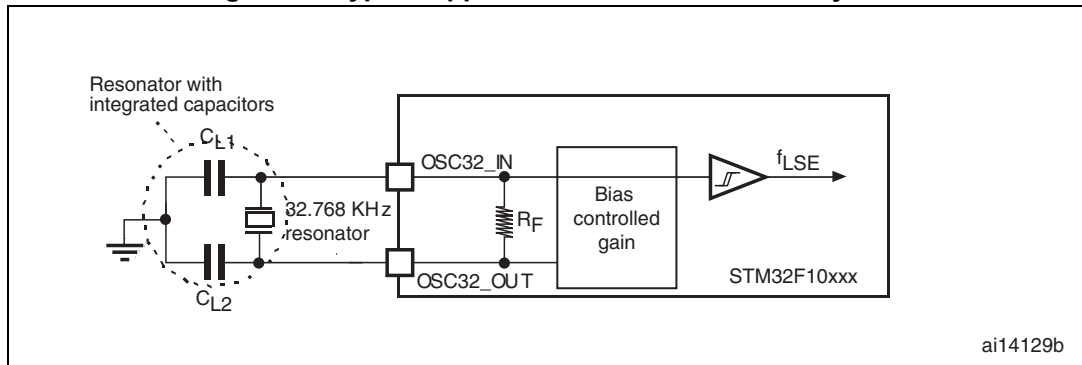 Resonator with
integrated capacitors
CL1
OSC32_IN
fLSE
Bias
controlled
gain
32.768 KHz
resonator
RF
STM32F10xxx
OSC32_OUT
CL2
ai14129b